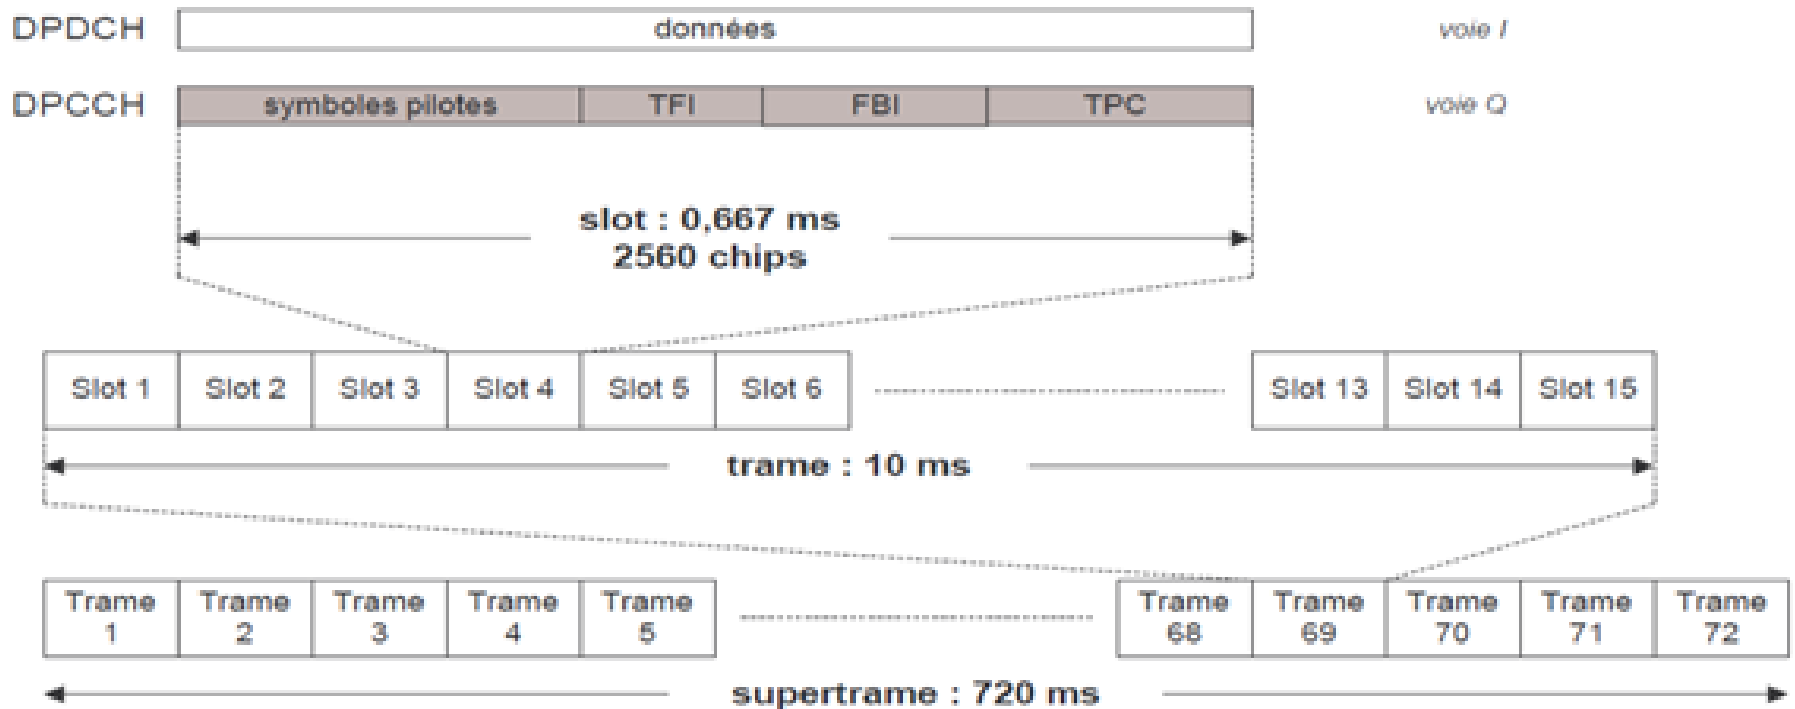 DPDCH données voie I
DPCCH symboles pilotes TFI FBI TPC voie Q
slot : 0,667 ms
2560 chips
Slot 1 Slot 2 Slot 3 Slot 4 Slot 5 Slot 6 Slot 13 Slot 14 Slot 15
trame : 10 ms
Trame Trame Trame Trame Trame Trame Trame Trame Trame Trame
1 2 3 4 5 68 69 70 71 72
supertrame : 720 ms